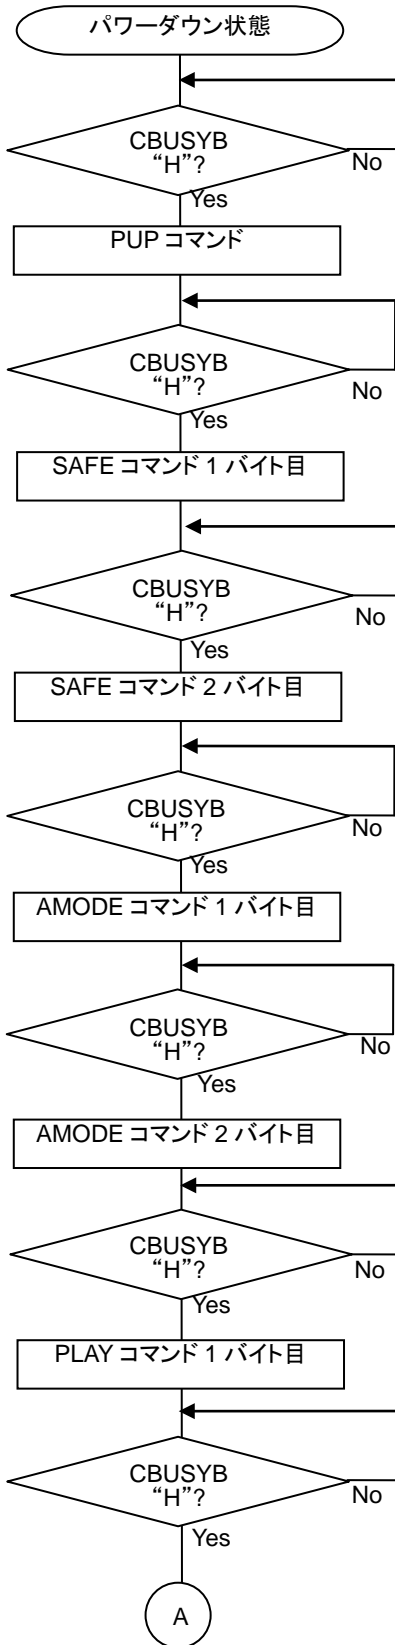 パワーダウン状態
CBUSYB
“H”?
No
Yes
PUP コマンド
CBUSYB
“H”?
No
Yes
SAFE コマンド 1 バイト目
CBUSYB
“H”?
No
Yes
SAFE コマンド 2 バイト目
CBUSYB
“H”?
No
Yes
AMODE コマンド 1 バイト目
CBUSYB
“H”?
No
Yes
AMODE コマンド 2 バイト目
CBUSYB
“H”?
No
Yes
PLAY コマンド 1 バイト目
CBUSYB
“H”?
No
Yes
A